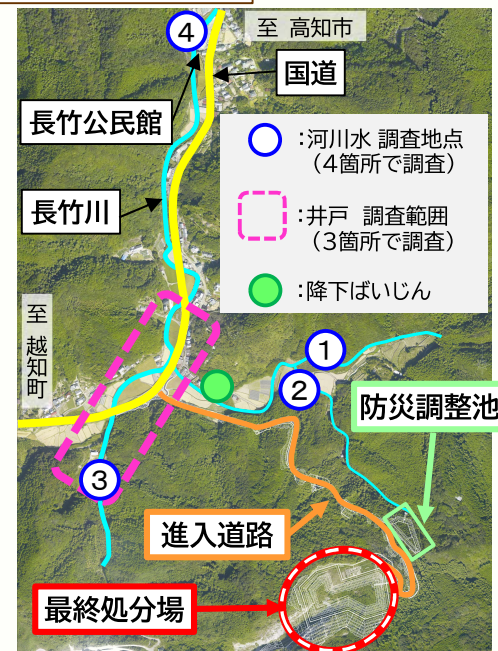 ④
至 高知市
国道
長竹公民館
○:河川水 調査地点
(4箇所で調査)
長竹川
:井戸 調査範囲
(3箇所で調査)
:降下ばいじん
至 越知町
①
②
防災調整池
③
進入道路
最終処分場